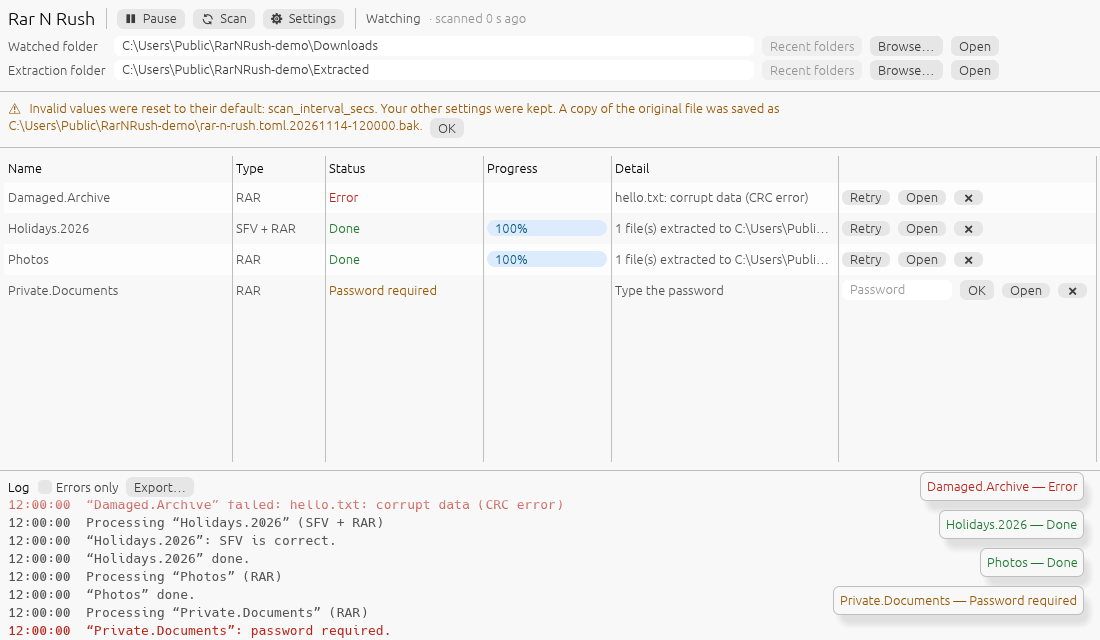 Rar N Rush Pause Scan Settings Watching · scanned 0 s ago
Watched folder C:\Users\Public\RarNRush-demo\Downloads Recent folders Browse… Open
Extraction folder C:\Users\Public\RarNRush-demo\Extracted Recent folders Browse… Open
⚠ Invalid values were reset to their default: scan_interval_secs. Your other settings were kept. A copy of the original file was saved as
C:\Users\Public\RarNRush-demo\rar-n-rush.toml.20261114-120000.bak. OK
Name Type Status Progress Detail
Damaged.Archive RAR Error hello.txt: corrupt data (CRC error) Retry Open ×
Holidays.2026 SFV + RAR Done 100% 1 file(s) extracted to C:\Users\Publi… Retry Open ×
Photos RAR Done 100% 1 file(s) extracted to C:\Users\Publi… Retry Open ×
Private.Documents RAR Password required Type the password Password OK Open ×
Log Errors only Export…
12:00:00 “Damaged.Archive” failed: hello.txt: corrupt data (CRC error)
12:00:00 Processing “Holidays.2026” (SFV + RAR)
12:00:00 “Holidays.2026”: SFV is correct.
12:00:00 “Holidays.2026” done.
12:00:00 Processing “Photos” (RAR)
12:00:00 “Photos” done.
12:00:00 Processing “Private.Documents” (RAR)
12:00:00 “Private.Documents”: password required.
Damaged.Archive — Error
Holidays.2026 — Done
Photos — Done
Private.Documents — Password required